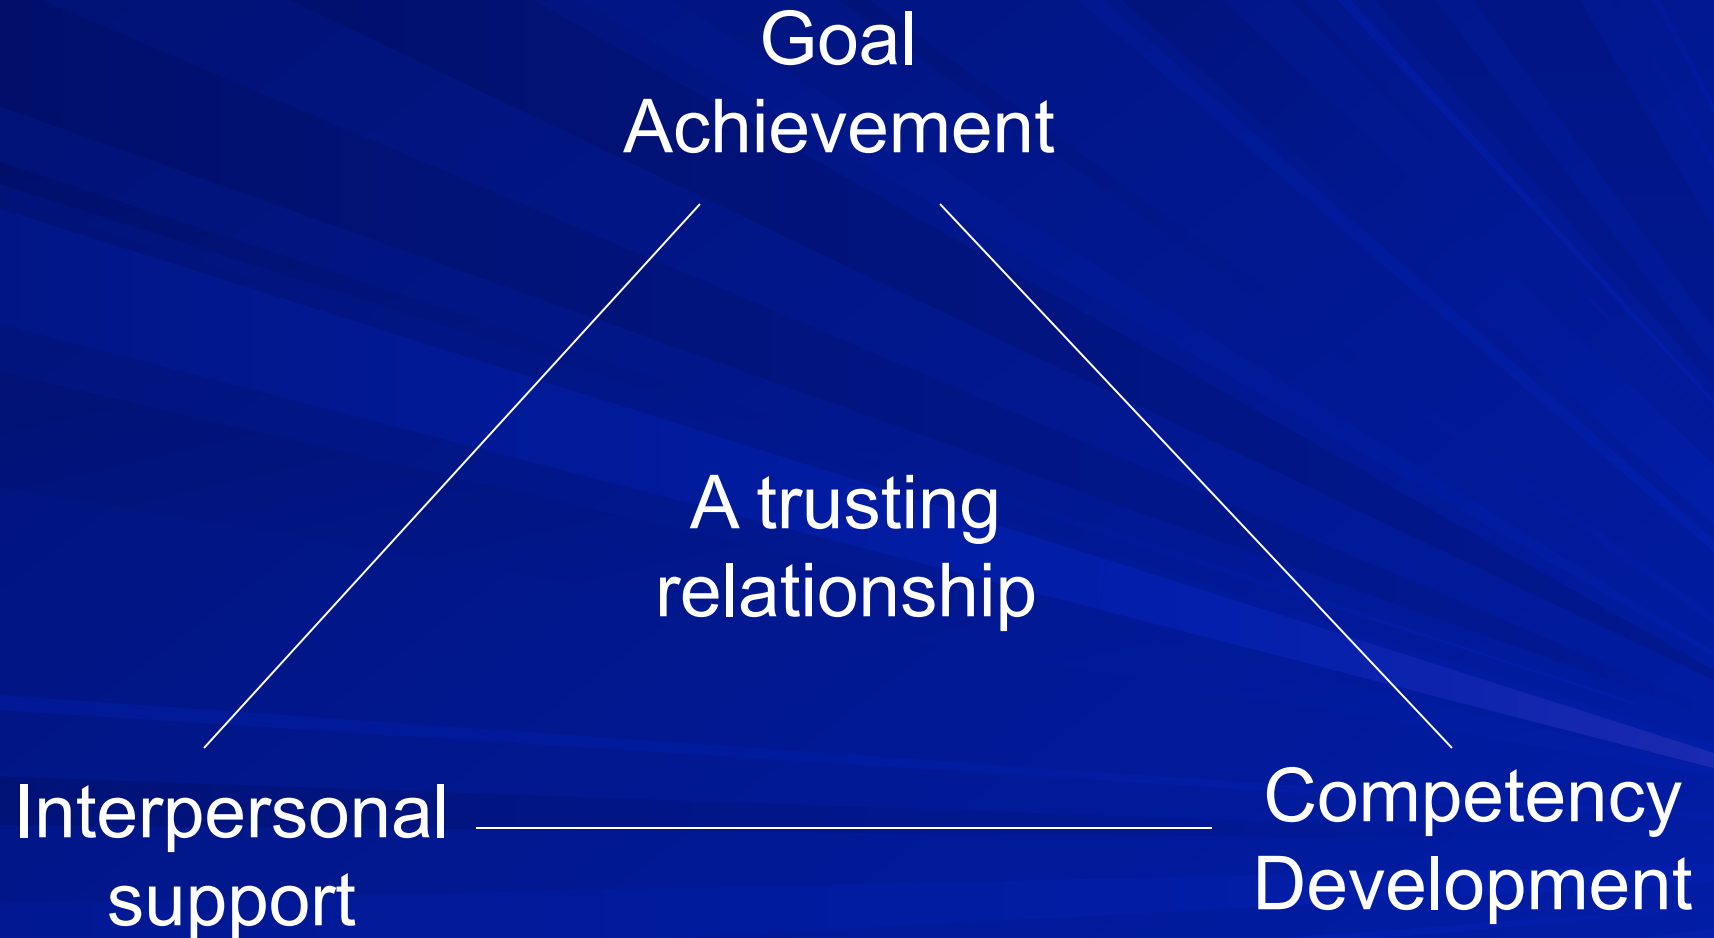 Goal
Achievement
A trusting
relationship
Interpersonal
support
Competency
Development